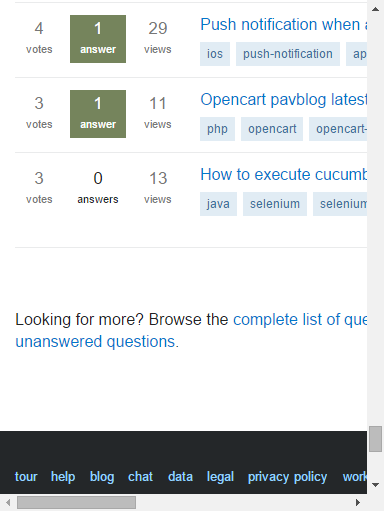 4 1 29 Push notification when
votes answer views
ios push-notification ap
3 1 11 Opencart pavblog latest
votes answer views
php opencart opencart-
3 0 13 How to execute cucumb
votes answers views
java selenium selenium
Looking for more? Browse the complete list of que
unanswered questions.
tour help blog chat data legal privacy policy work